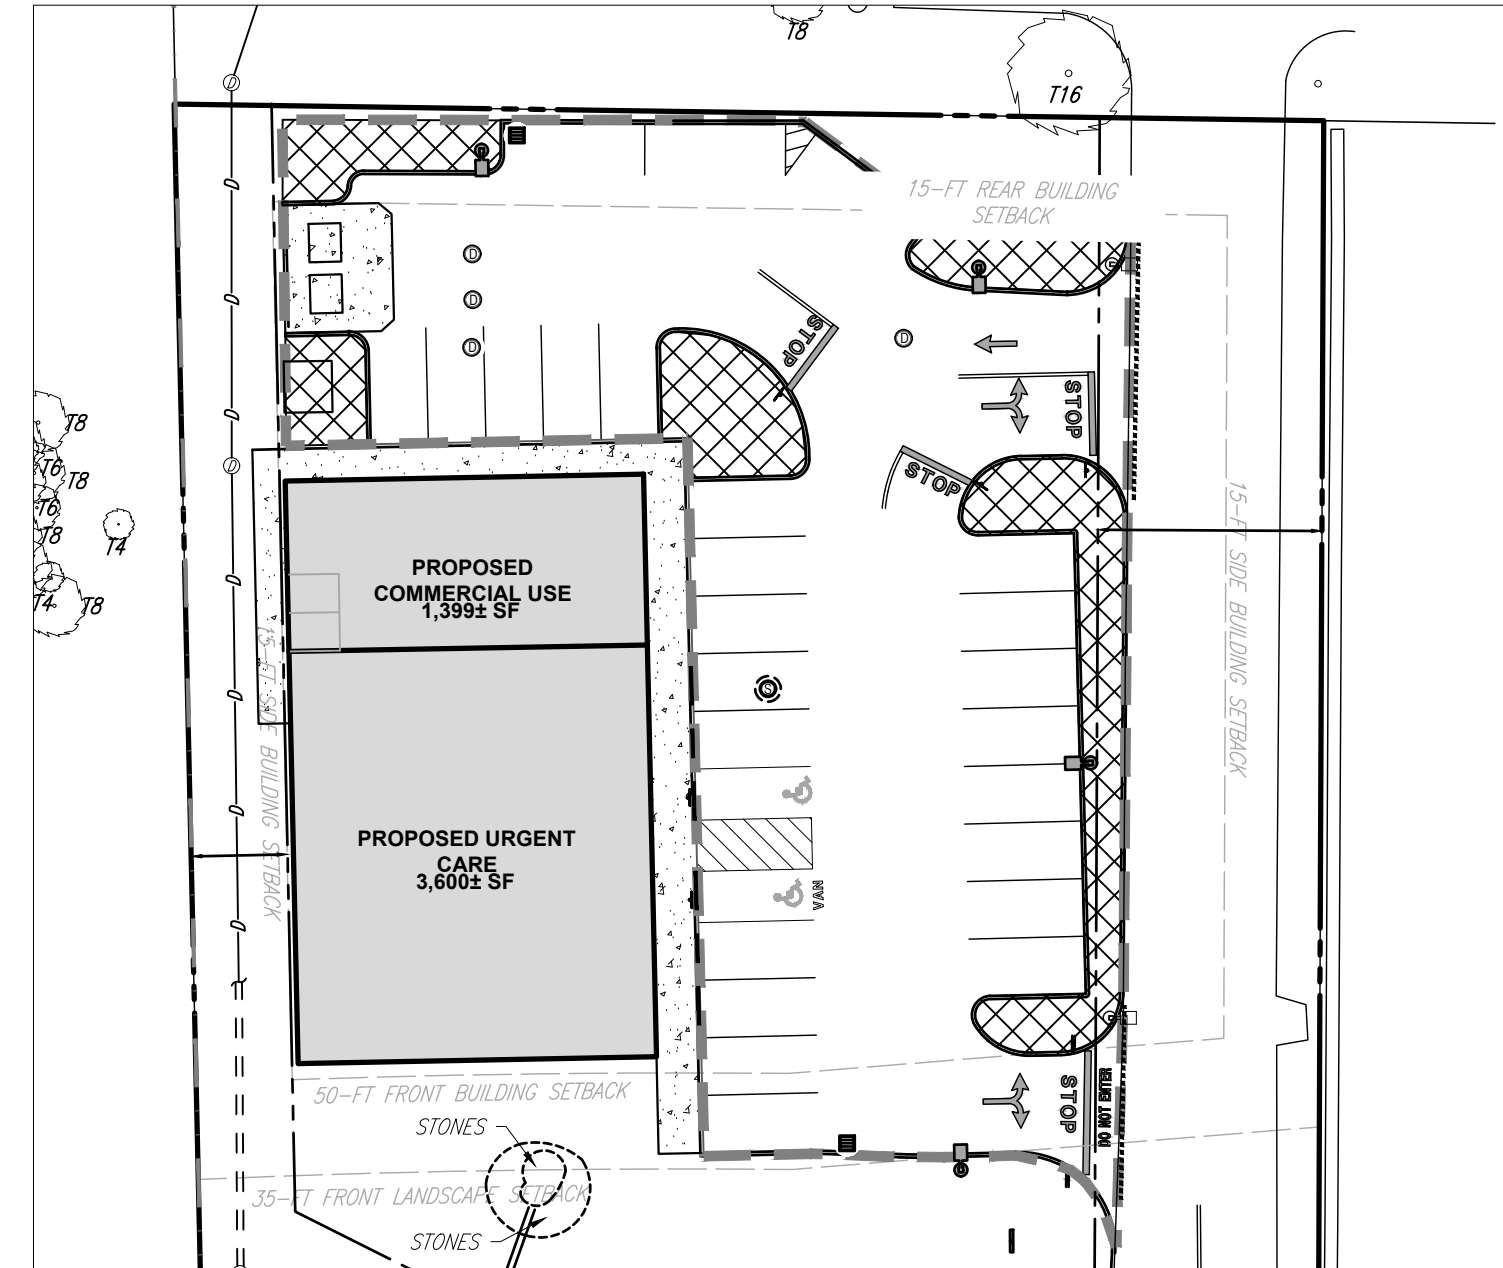 T8
T16
D
15-FT REAR BUILDING
SETBACK
D
D
D
D
D
D
D
STOP
STOP
T8
T6
T8
T6
T8
T4
T4
T8
D
D
STOP
15-FT SIDE BUILDING SETBACK
PROPOSED
COMMERCIAL USE
1,399± SF
D
15-FT SIDE BUILDING SETBACK
D
S
D
PROPOSED URGENT
CARE
3,600± SF
VAN
D
50-FT FRONT BUILDING SETBACK
STOP
DO NOT ENTER
STONES
35-FT FRONT LANDSCAPE SETBACK
STONES